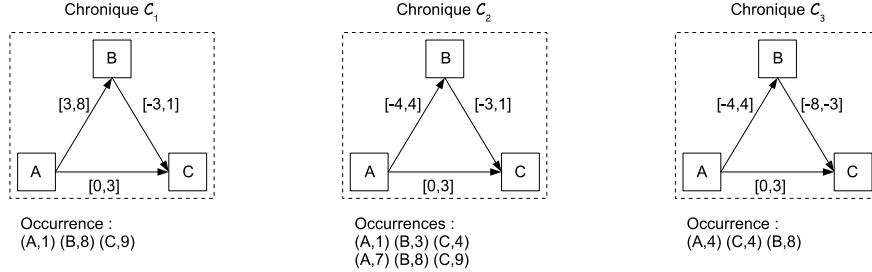 Chronique C1
B
[3,8]
[-3,1]
A
C
[0,3]
Occurrence :
(A,1) (B,8) (C,9)
Chronique C2
B
[-4,4]
[-3,1]
A
C
[0,3]
Occurrences :
(A,1) (B,3) (C,4)
(A,7) (B,8) (C,9)
Chronique C3
B
[-4,4]
[-8,-3]
A
C
[0,3]
Occurrence :
(A,4) (C,4) (B,8)